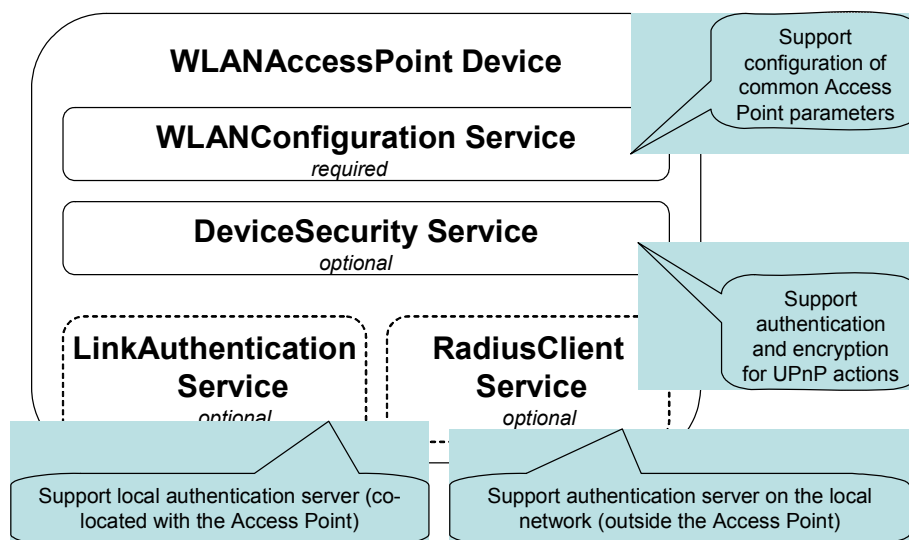 WLANAccessPoint Device
Support
configuration of
common Access
Point parameters
WLANConfiguration Service
required
DeviceSecurity Service
optional
Support
authentication
and encryption
for UPnP actions
LinkAuthentication
Service
optional
RadiusClient
Service
optional
Support local authentication server (co-
located with the Access Point)
Support authentication server on the local
network (outside the Access Point)